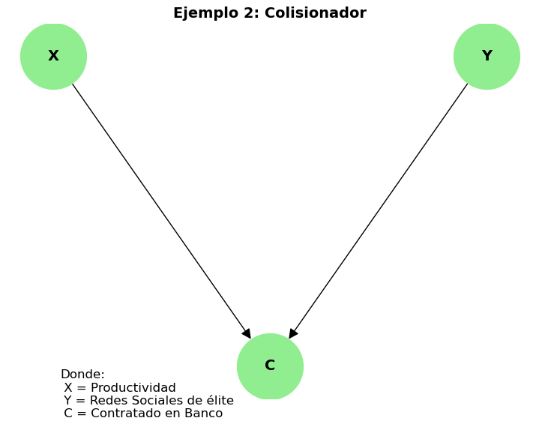 Ejemplo 2: Colisionador
X
Y
C
Donde:
X = Productividad
Y = Redes Sociales de élite
C = Contratado en Banco